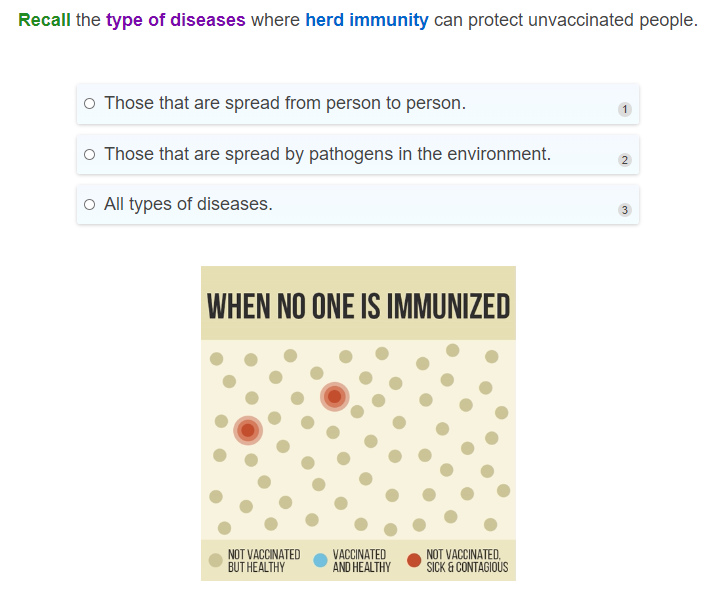 Recall the type of diseases where herd immunity can protect unvaccinated people.
Those that are spread from person to person.
1
Those that are spread by pathogens in the environment.
2
All types of diseases.
3
WHEN NO ONE IS IMMUNIZED
NOT VACCINATED
BUT HEALTHY
VACCINATED
AND HEALTHY
NOT VACCINATED,
SICK & CONTAGIOUS